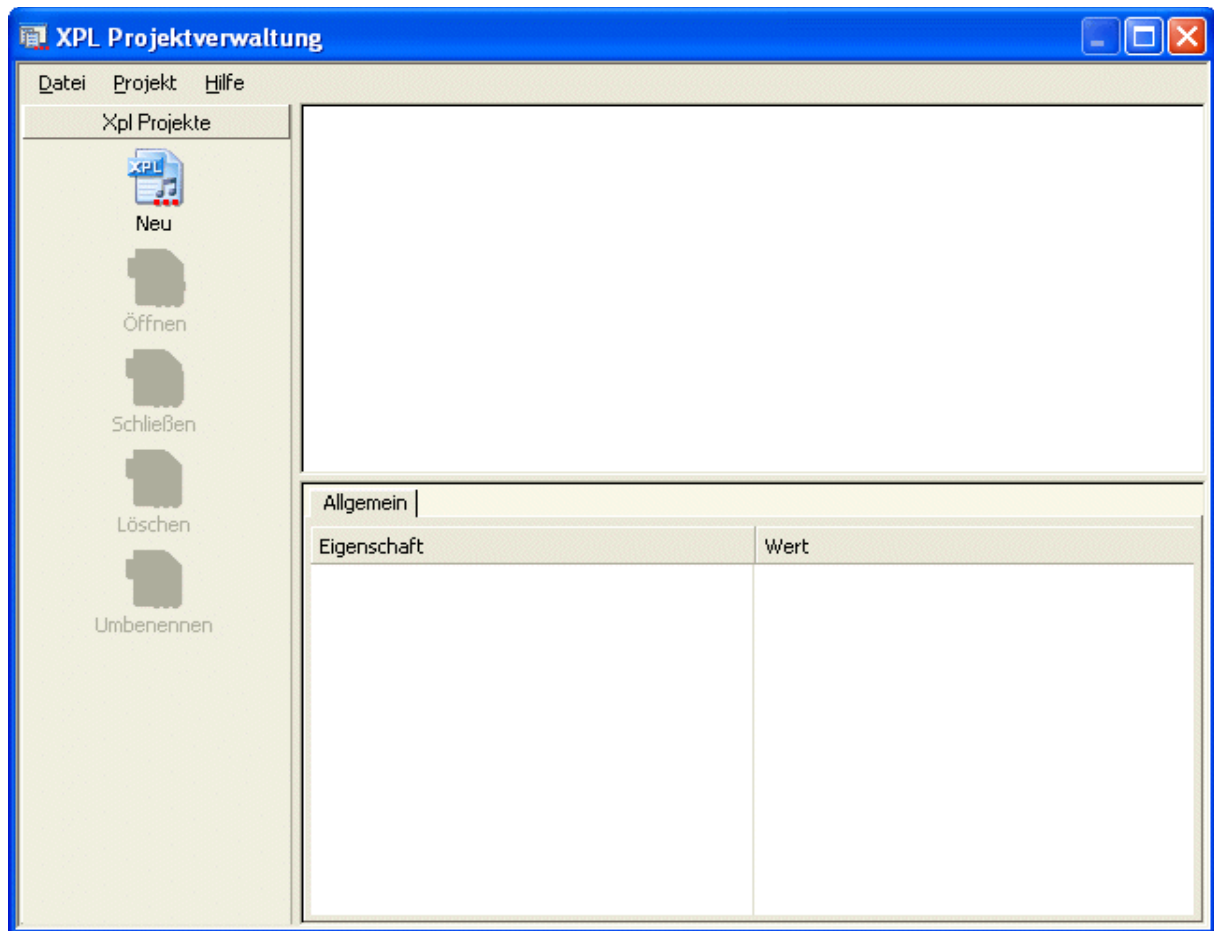 XPL Projektverwaltung
Datei Projekt Hilfe
Xpl Projekte
XPL
Neu
Öffnen
Schließen
Löschen
Umbenennen
Allgemein
Eigenschaft Wert